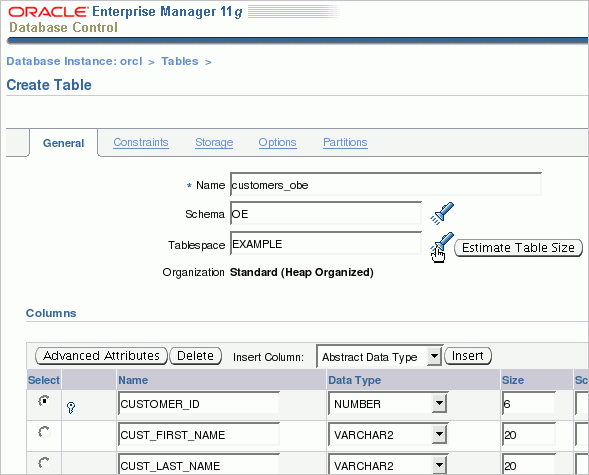 ORACLE Enterprise Manager 11g
Database Control
Database Instance: orcl > Tables >
Create Table
General Constraints Storage Options Partitions
* Name customers_obe
Schema OE
Tablespace EXAMPLE Estimate Table Size
Organization Standard (Heap Organized)
Columns
Advanced Attributes Delete Insert Column: Abstract Data Type Insert
Select Name Data Type Size Sc
CUSTOMER_ID NUMBER 6
CUST_FIRST_NAME VARCHAR2 20
CUST_LAST_NAME VARCHAR2 20